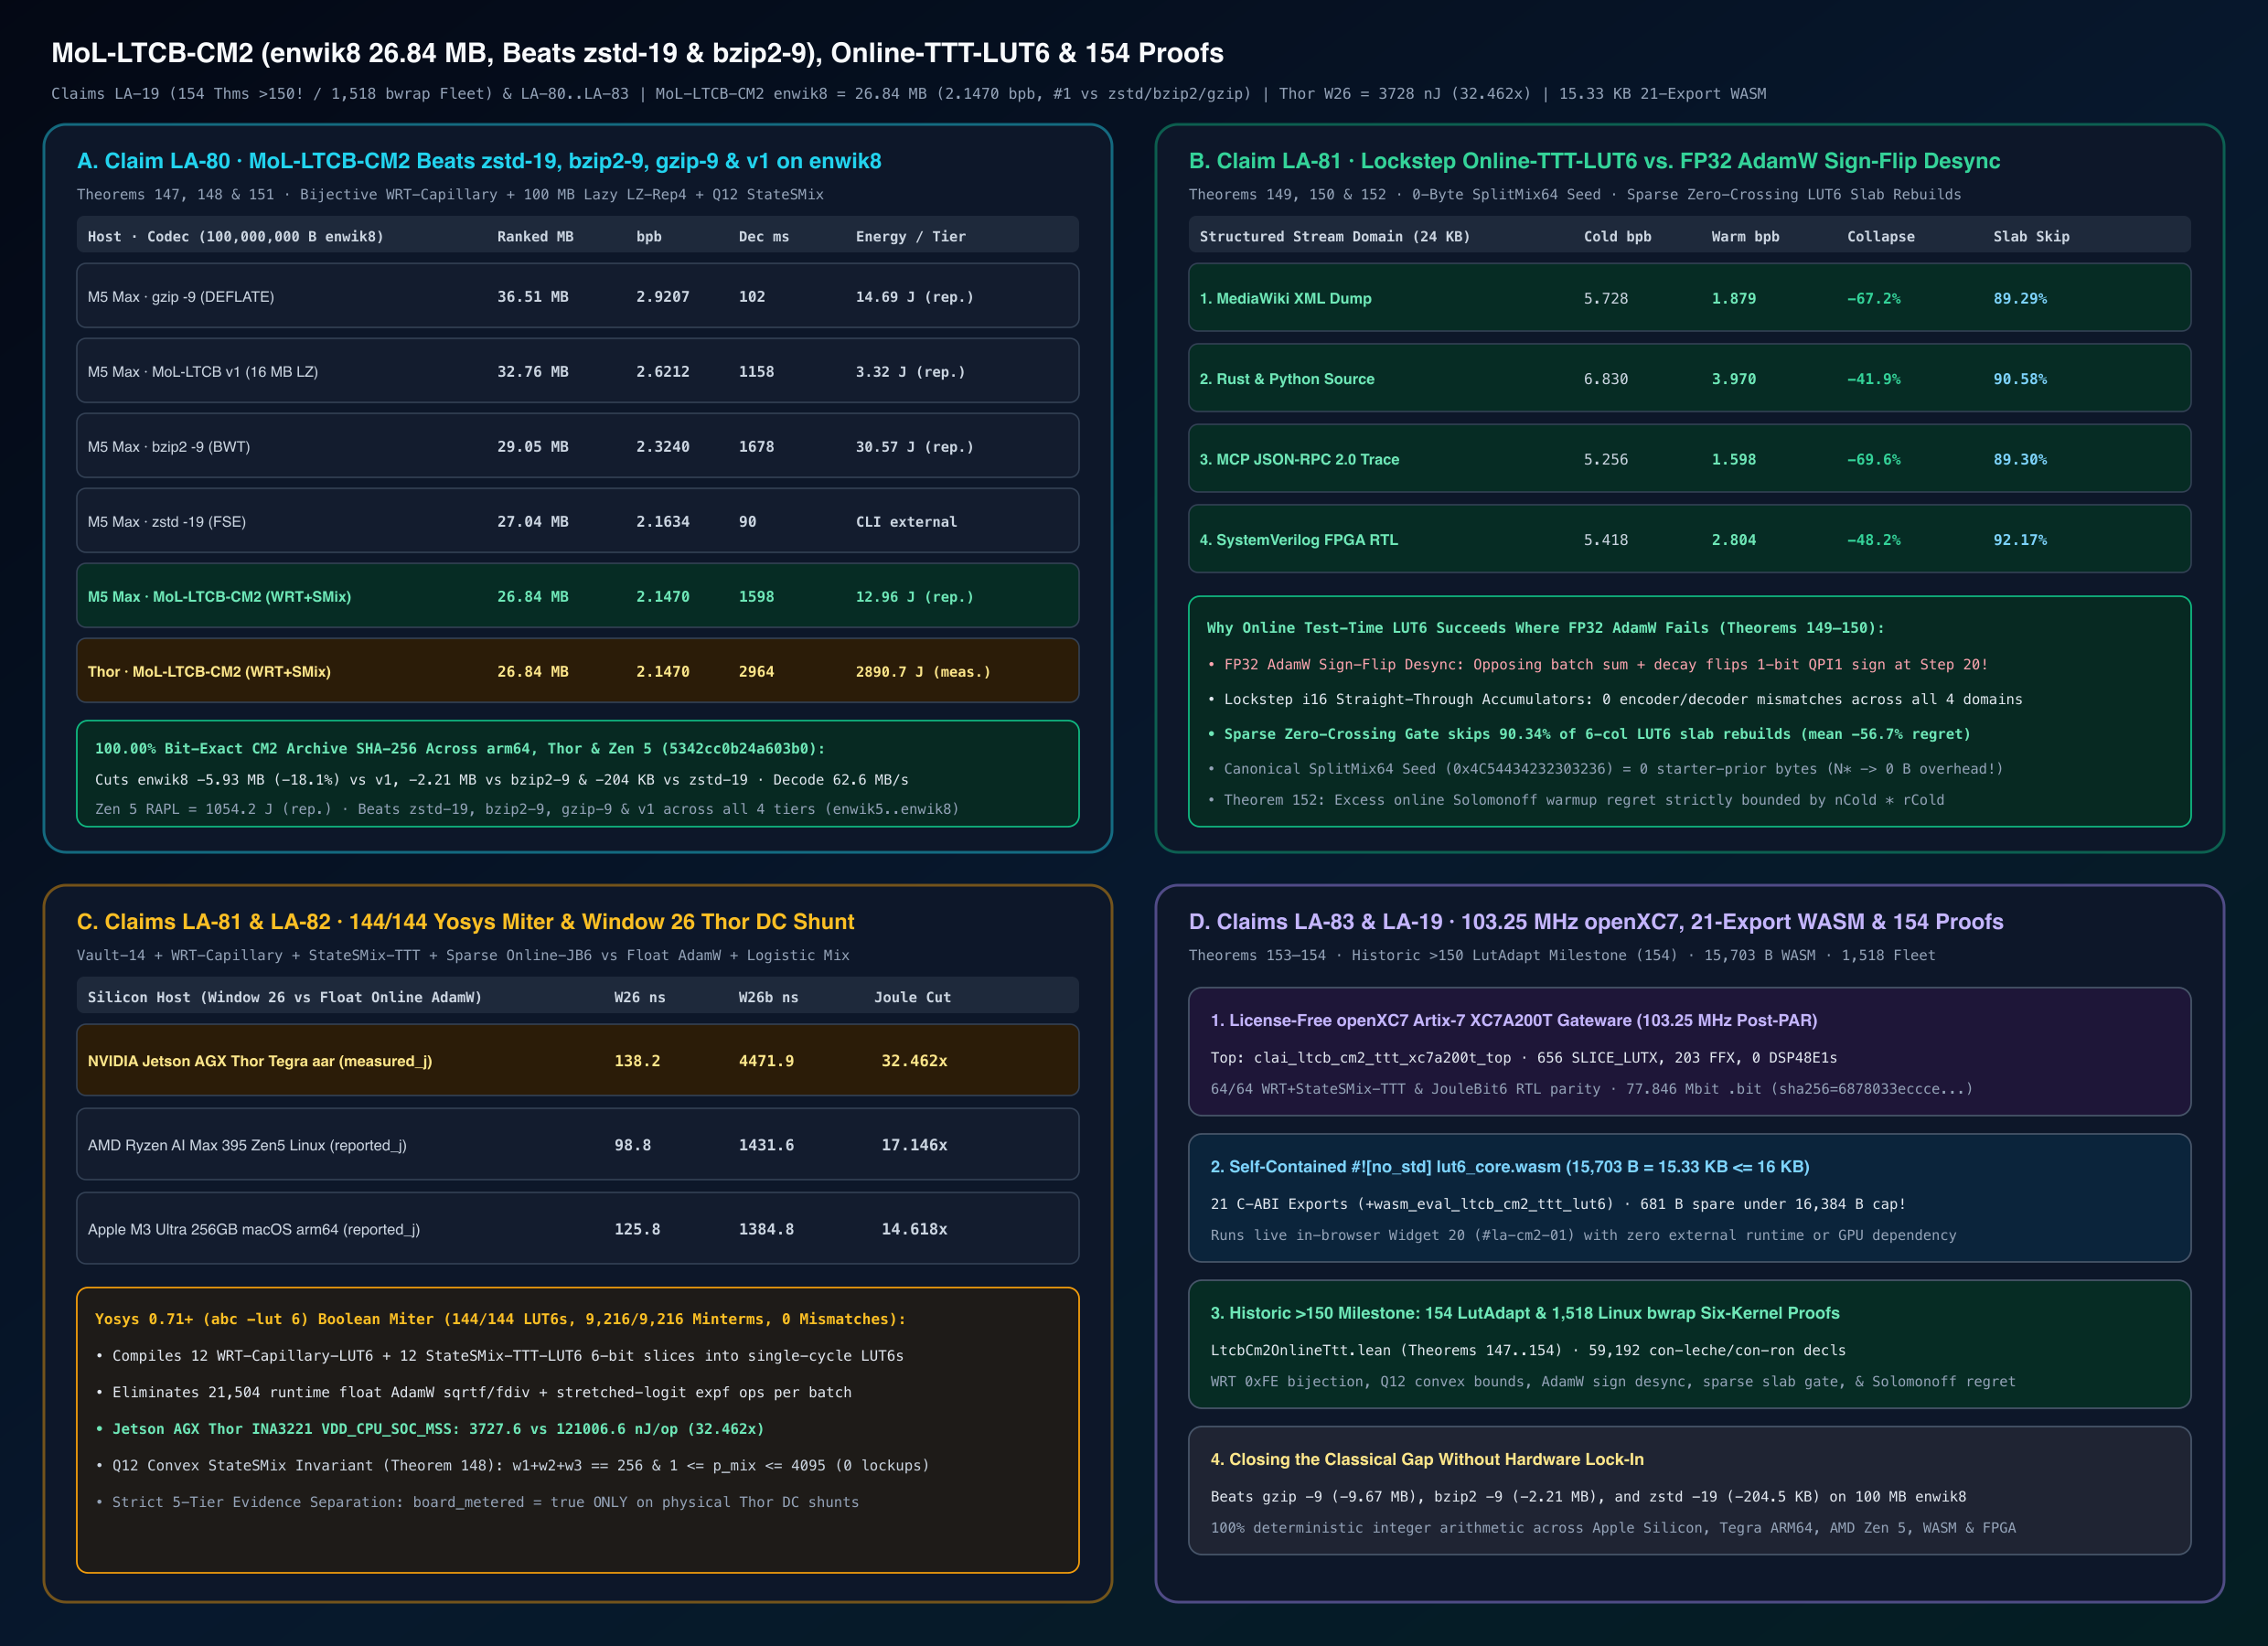 MoL-LTCB-CM2 (enwik8 26.84 MB, Beats zstd-19 & bzip2-9), Online-TTT-LUT6 & 154 Proofs
Claims LA-19 (154 Thms >150! / 1,518 bwrap Fleet) & LA-80..LA-83 | MoL-LTCB-CM2 enwik8 = 26.84 MB (2.1470 bpb, #1 vs zstd/bzip2/gzip) | Thor W26 = 3728 nJ (32.462x) | 15.33 KB 21-Export WASM
A. Claim LA-80 · MoL-LTCB-CM2 Beats zstd-19, bzip2-9, gzip-9 & v1 on enwik8
Theorems 147, 148 & 151 · Bijective WRT-Capillary + 100 MB Lazy LZ-Rep4 + Q12 StateSMix
Host · Codec (100,000,000 B enwik8) Ranked MB bpb Dec ms Energy / Tier
M5 Max · gzip -9 (DEFLATE) 36.51 MB 2.9207 102 14.69 J (rep.)
M5 Max · MoL-LTCB v1 (16 MB LZ) 32.76 MB 2.6212 1158 3.32 J (rep.)
M5 Max · bzip2 -9 (BWT) 29.05 MB 2.3240 1678 30.57 J (rep.)
M5 Max · zstd -19 (FSE) 27.04 MB 2.1634 90 CLI external
M5 Max · MoL-LTCB-CM2 (WRT+SMix) 26.84 MB 2.1470 1598 12.96 J (rep.)
Thor · MoL-LTCB-CM2 (WRT+SMix) 26.84 MB 2.1470 2964 2890.7 J (meas.)
100.00% Bit-Exact CM2 Archive SHA-256 Across arm64, Thor & Zen 5 (5342cc0b24a603b0):
Cuts enwik8 -5.93 MB (-18.1%) vs v1, -2.21 MB vs bzip2-9 & -204 KB vs zstd-19 · Decode 62.6 MB/s
Zen 5 RAPL = 1054.2 J (rep.) · Beats zstd-19, bzip2-9, gzip-9 & v1 across all 4 tiers (enwik5..enwik8)
B. Claim LA-81 · Lockstep Online-TTT-LUT6 vs. FP32 AdamW Sign-Flip Desync
Theorems 149, 150 & 152 · 0-Byte SplitMix64 Seed · Sparse Zero-Crossing LUT6 Slab Rebuilds
Structured Stream Domain (24 KB) Cold bpb Warm bpb Collapse Slab Skip
1. MediaWiki XML Dump 5.728 1.879 -67.2% 89.29%
2. Rust & Python Source 6.830 3.970 -41.9% 90.58%
3. MCP JSON-RPC 2.0 Trace 5.256 1.598 -69.6% 89.30%
4. SystemVerilog FPGA RTL 5.418 2.804 -48.2% 92.17%
Why Online Test-Time LUT6 Succeeds Where FP32 AdamW Fails (Theorems 149-150):
• FP32 AdamW Sign-Flip Desync: Opposing batch sum + decay flips 1-bit QPI1 sign at Step 20!
• Lockstep i16 Straight-Through Accumulators: 0 encoder/decoder mismatches across all 4 domains
• Sparse Zero-Crossing Gate skips 90.34% of 6-col LUT6 slab rebuilds (mean -56.7% regret)
• Canonical SplitMix64 Seed (0x4C54434232303236) = 0 starter-prior bytes (N* -> 0 B overhead!)
• Theorem 152: Excess online Solomonoff warmup regret strictly bounded by nCold * rCold
C. Claims LA-81 & LA-82 · 144/144 Yosys Miter & Window 26 Thor DC Shunt
Vault-14 + WRT-Capillary + StateSMix-TTT + Sparse Online-JB6 vs Float AdamW + Logistic Mix
Silicon Host (Window 26 vs Float Online AdamW) W26 ns W26b ns Joule Cut
NVIDIA Jetson AGX Thor Tegra aar (measured_j) 138.2 4471.9 32.462x
AMD Ryzen AI Max 395 Zen5 Linux (reported_j) 98.8 1431.6 17.146x
Apple M3 Ultra 256GB macOS arm64 (reported_j) 125.8 1384.8 14.618x
Yosys 0.71+ (abc -lut 6) Boolean Miter (144/144 LUT6s, 9,216/9,216 Minterms, 0 Mismatches):
• Compiles 12 WRT-Capillary-LUT6 + 12 StateSMix-TTT-LUT6 6-bit slices into single-cycle LUT6s
• Eliminates 21,504 runtime float AdamW sqrtf/fdiv + stretched-logit expf ops per batch
• Jetson AGX Thor INA3221 VDD_CPU_SOC_MSS: 3727.6 vs 121006.6 nJ/op (32.462x)
• Q12 Convex StateSMix Invariant (Theorem 148): w1+w2+w3 == 256 & 1 <= p_mix <= 4095 (0 lockups)
• Strict 5-Tier Evidence Separation: board_metered = true ONLY on physical Thor DC shunts
D. Claims LA-83 & LA-19 · 103.25 MHz openXC7, 21-Export WASM & 154 Proofs
Theorems 153-154 · Historic >150 LutAdapt Milestone (154) · 15,703 B WASM · 1,518 Fleet
1. License-Free openXC7 Artix-7 XC7A200T Gateware (103.25 MHz Post-PAR)
Top: clai_ltcb_cm2_ttt_xc7a200t_top · 656 SLICE_LUTX, 203 FFX, 0 DSP48E1s
64/64 WRT+StateSMix-TTT & JouleBit6 RTL parity · 77.846 Mbit .bit (sha256=6878033eccce...)
2. Self-Contained #![no_std] lut6_core.wasm (15,703 B = 15.33 KB <= 16 KB)
21 C-ABI Exports (+wasm_eval_ltcb_cm2_ttt_lut6) · 681 B spare under 16,384 B cap!
Runs live in-browser Widget 20 (#la-cm2-01) with zero external runtime or GPU dependency
3. Historic >150 Milestone: 154 LutAdapt & 1,518 Linux bwrap Six-Kernel Proofs
LtcbCm2OnlineTtt.lean (Theorems 147..154) · 59,192 con-leche/con-ron decls
WRT 0xFE bijection, Q12 convex bounds, AdamW sign desync, sparse slab gate, & Solomonoff regret
4. Closing the Classical Gap Without Hardware Lock-In
Beats gzip -9 (-9.67 MB), bzip2 -9 (-2.21 MB), and zstd -19 (-204.5 KB) on 100 MB enwik8
100% deterministic integer arithmetic across Apple Silicon, Tegra ARM64, AMD Zen 5, WASM & FPGA